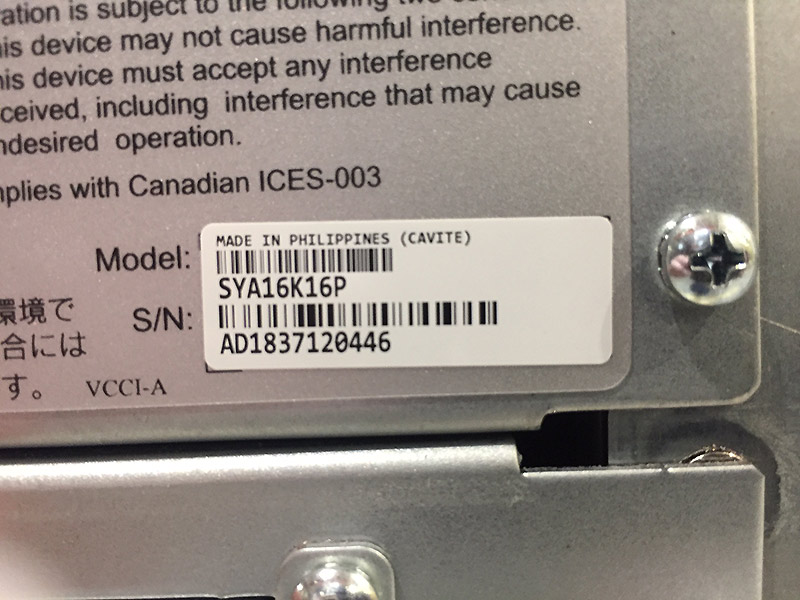 ation is subject to the following two
his device may not cause harmful interference.
his device must accept any interference
ceived, including interference that may cause
ndesired operation.
mplies with Canadian ICES-003
MADE IN PHILIPPINES (CAVITE)
Model:
SYA16K16P
環境で
S/N:
合には
AD1837120446
す。 VCCI-A